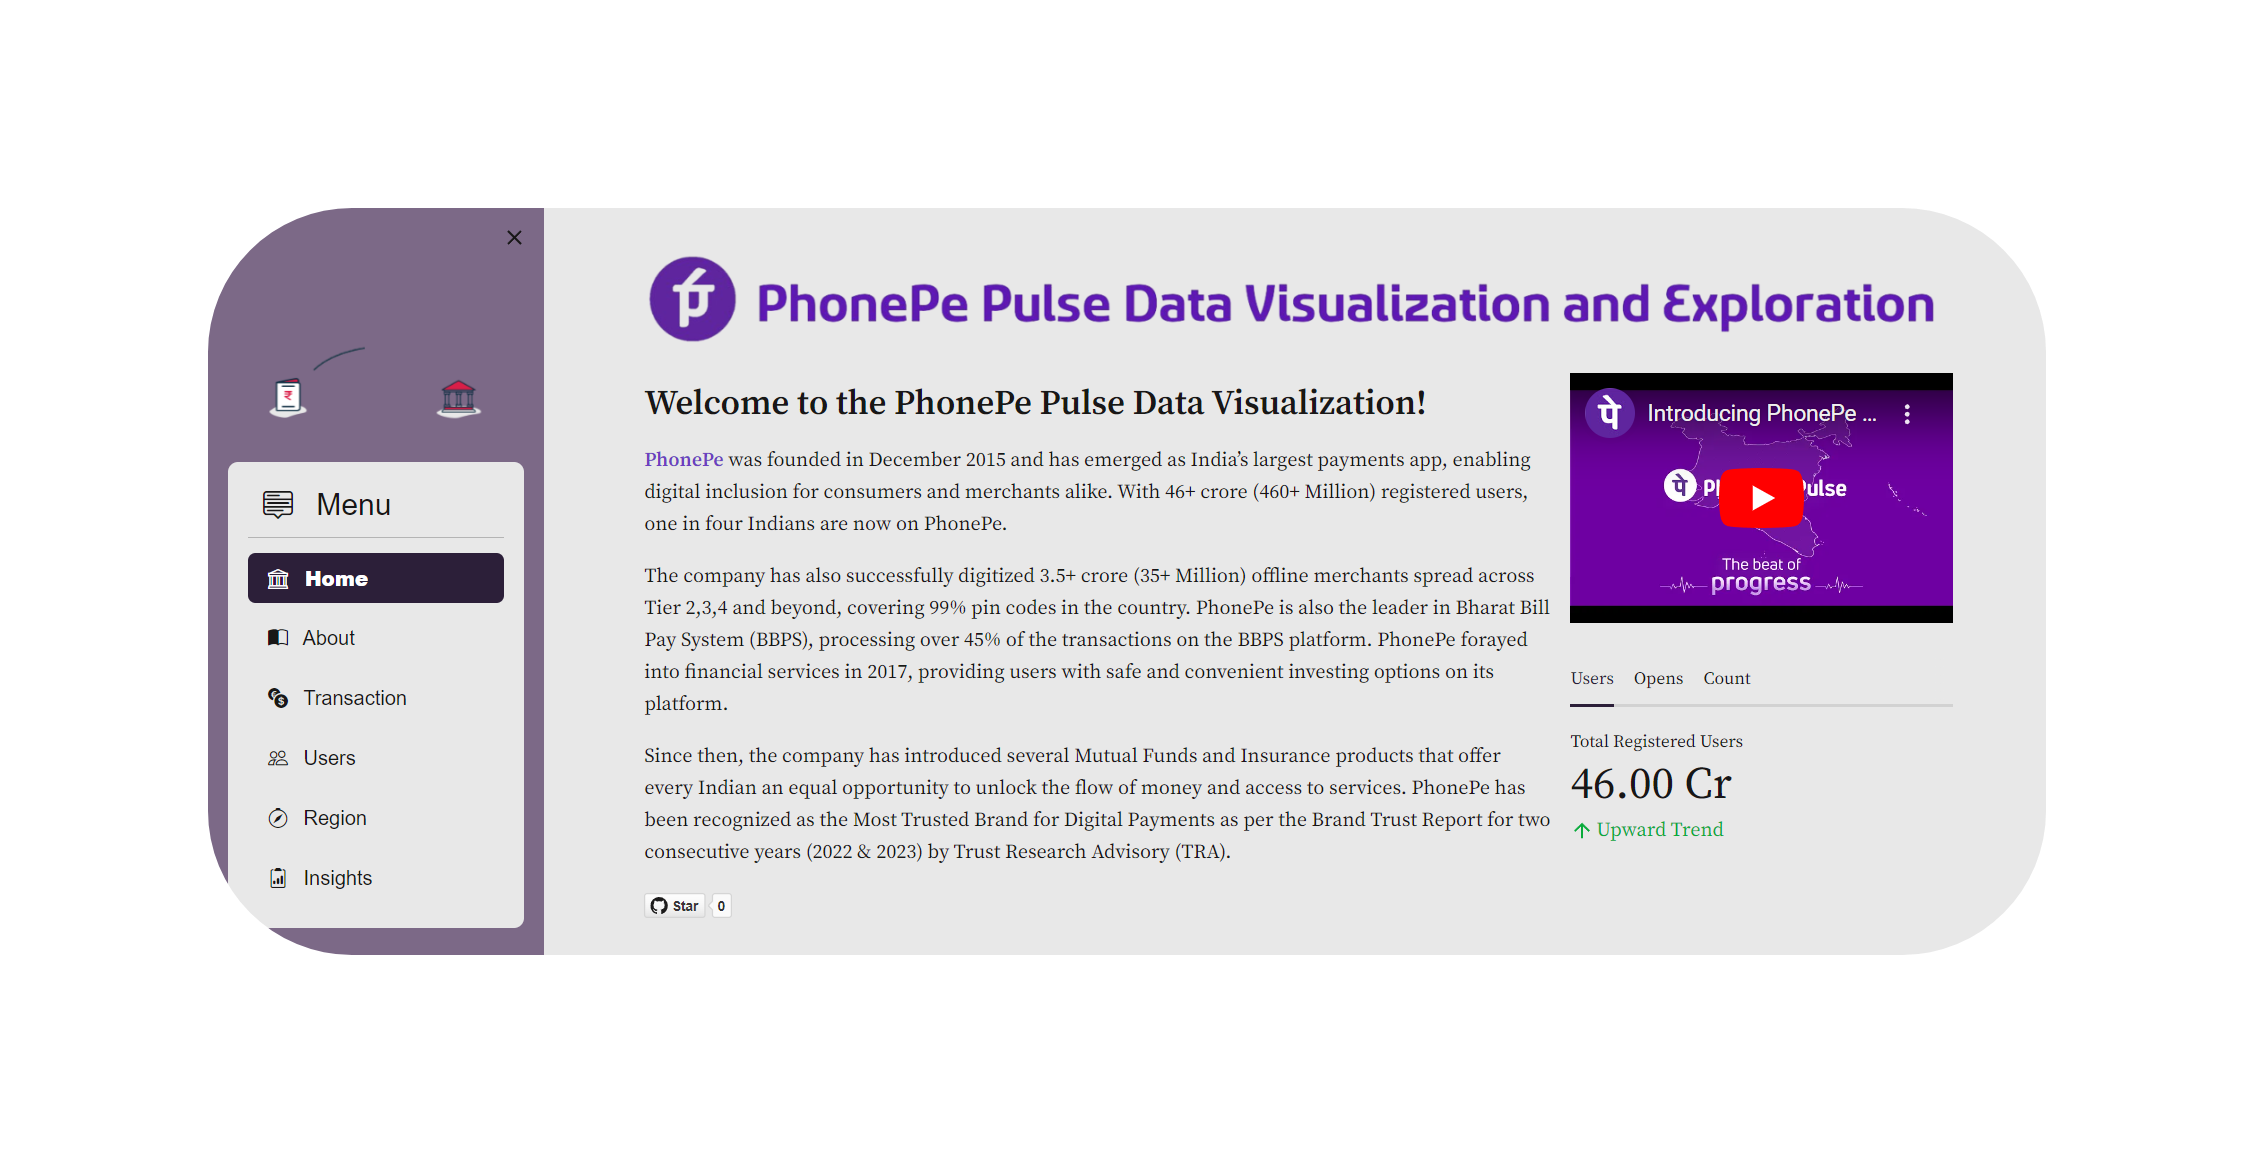 Menu
Home
About
Transaction
Users
Region
Insights
PhonePe Pulse Data Visualization and Exploration
Welcome to the PhonePe Pulse Data Visualization!
PhonePe was founded in December 2015 and has emerged as India’s largest payments app, enabling
digital inclusion for consumers and merchants alike. With 46+ crore (460+ Million) registered users,
one in four Indians are now on PhonePe.
The company has also successfully digitized 3.5+ crore (35+ Million) offline merchants spread across
Tier 2,3,4 and beyond, covering 99% pin codes in the country. PhonePe is also the leader in Bharat Bill
Pay System (BBPS), processing over 45% of the transactions on the BBPS platform. PhonePe forayed
into financial services in 2017, providing users with safe and convenient investing options on its
platform.
Since then, the company has introduced several Mutual Funds and Insurance products that offer
every Indian an equal opportunity to unlock the flow of money and access to services. PhonePe has
been recognized as the Most Trusted Brand for Digital Payments as per the Brand Trust Report for two
consecutive years (2022 & 2023) by Trust Research Advisory (TRA).
Star 0
पे Introducing PhonePe ...
पे
The beat of
progress
Users Opens Count
Total Registered Users
46.00 Cr
Upward Trend